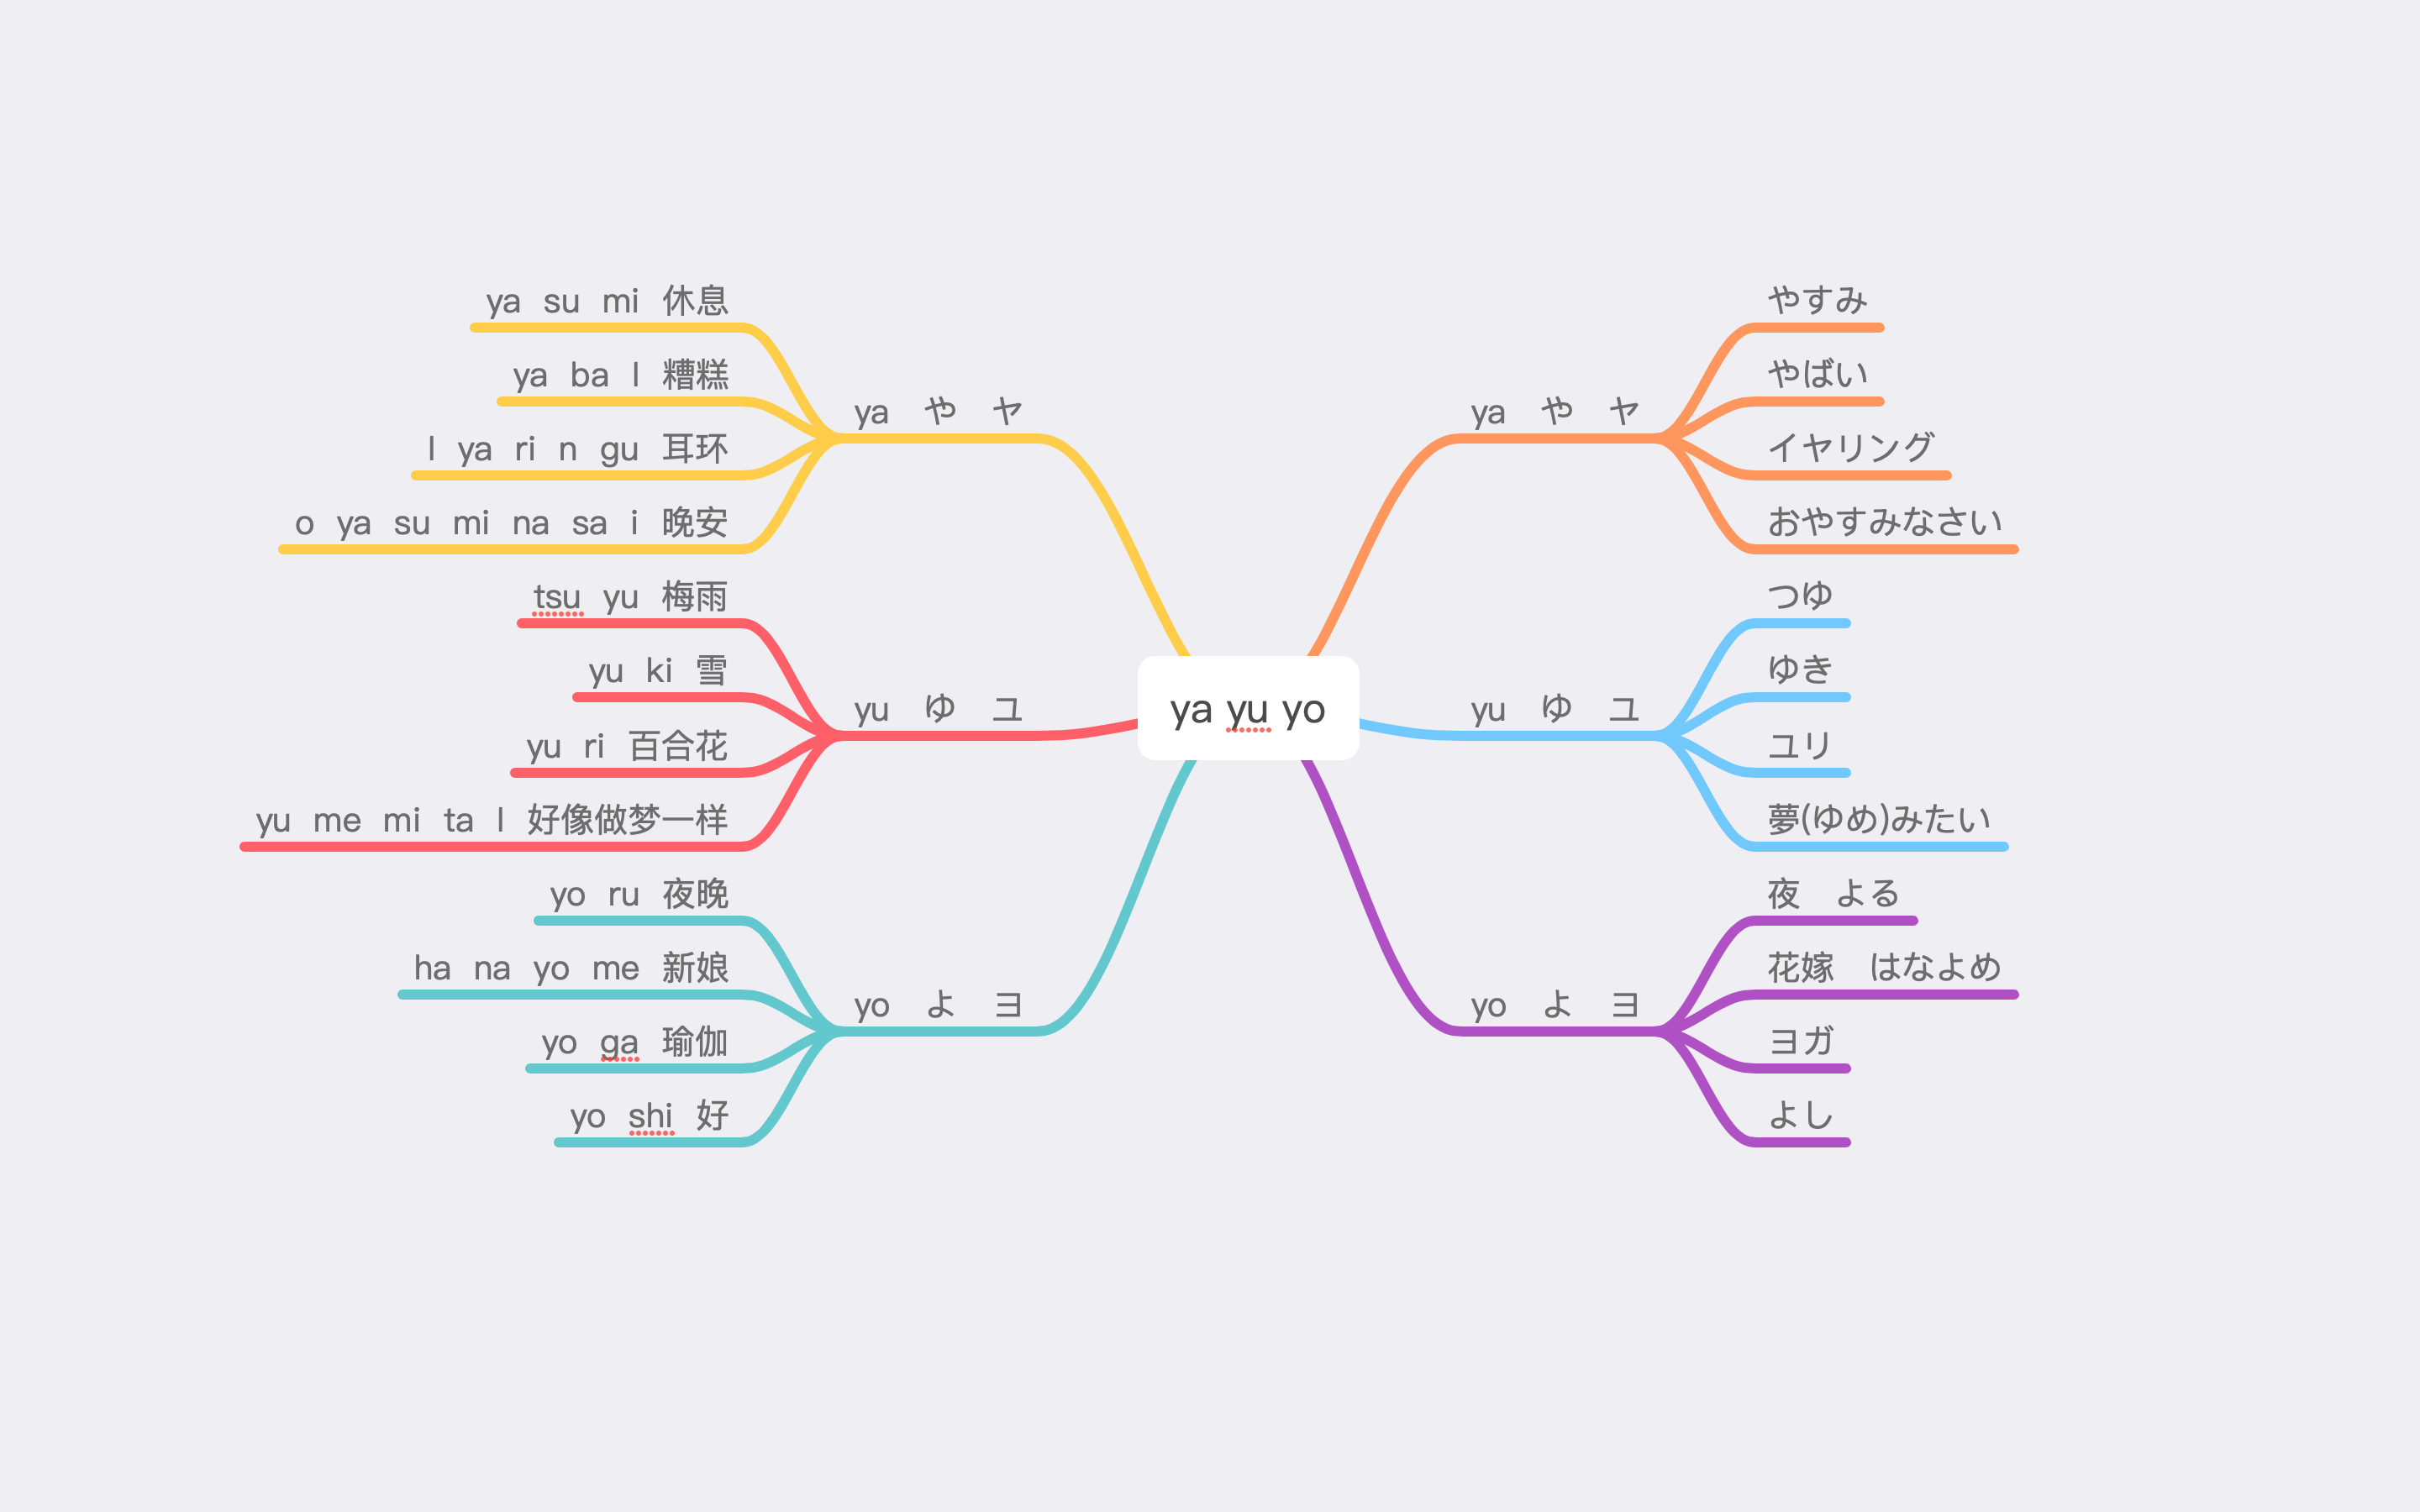 ya yu yo
ya や ヤ
ya su mi 休息
ya ba I 糟糕
I ya ri n gu 耳环
o ya su mi na sa i 晚安
yu ゆ ユ
tsu yu 梅雨
yu ki 雪
yu ri 百合花
yu me mi ta I 好像做梦一样
yo よ ヨ
yo ru 夜晚
ha na yo me 新娘
yo ga 瑜伽
yo shi 好
ya や ヤ
やすみ
やばい
イヤリング
おやすみなさい
yu ゆ ユ
つゆ
ゆき
ユリ
夢(ゆめ)みたい
yo よ ヨ
夜 よる
花嫁 はなよめ
ヨガ
よし